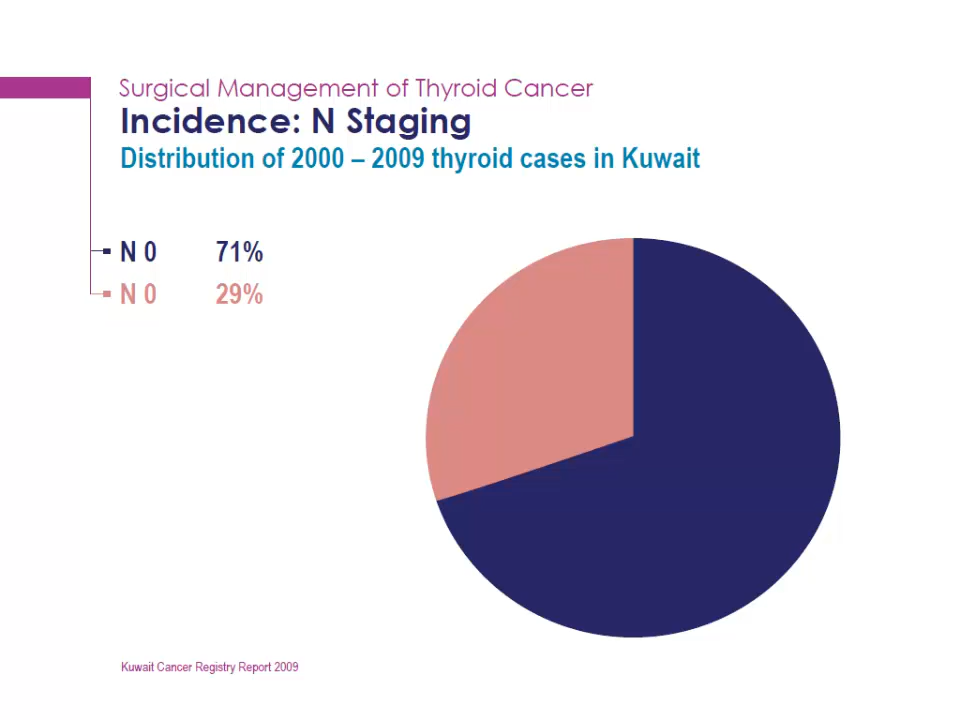 Surgical Management of Thyroid Cancer
Incidence: N Staging
Distribution of 2000 – 2009 thyroid cases in Kuwait
N 0 71%
N 0 29%
Kuwait Cancer Registry Report 2009